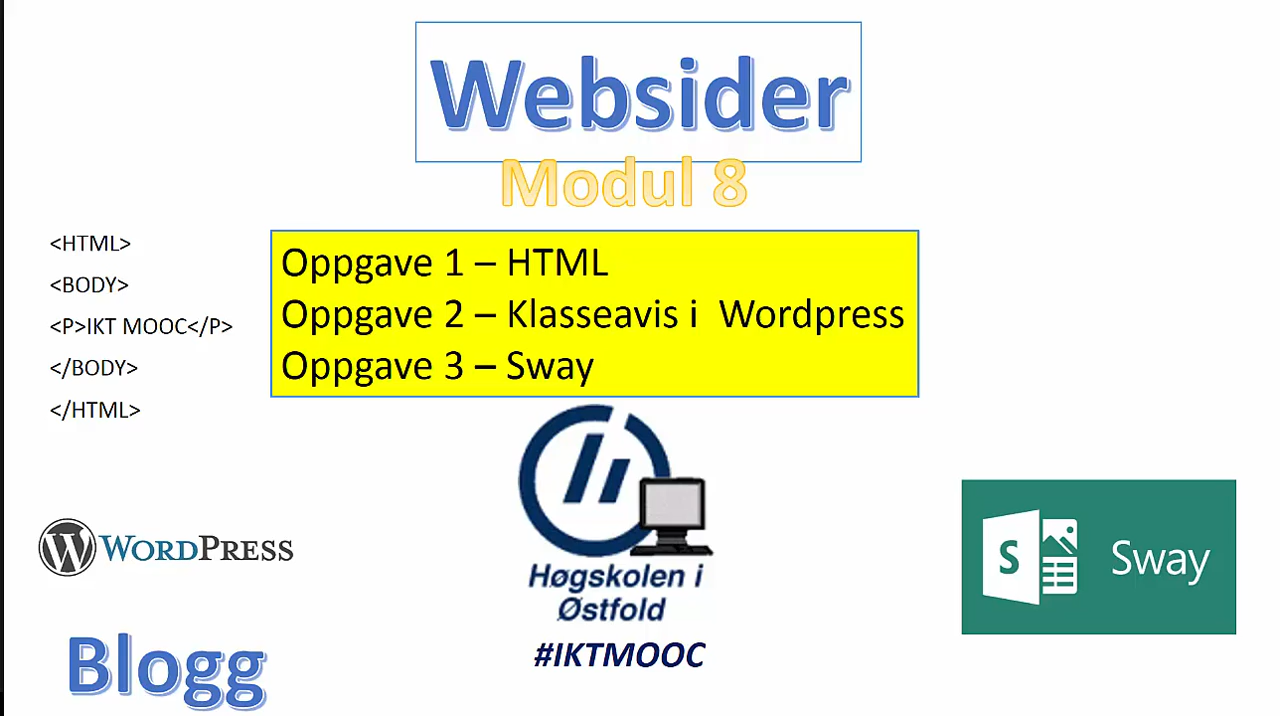 Websider
Modul 8
<HTML>
<BODY>
<P>IKT MOOC</P>
</BODY>
</HTML>
Oppgave 1 – HTML
Oppgave 2 – Klasseavis i Wordpress
Oppgave 3 – Sway
Høgskolen i
Østfold
#IKTMOOC
W WORDPRESS
Blogg
S Sway